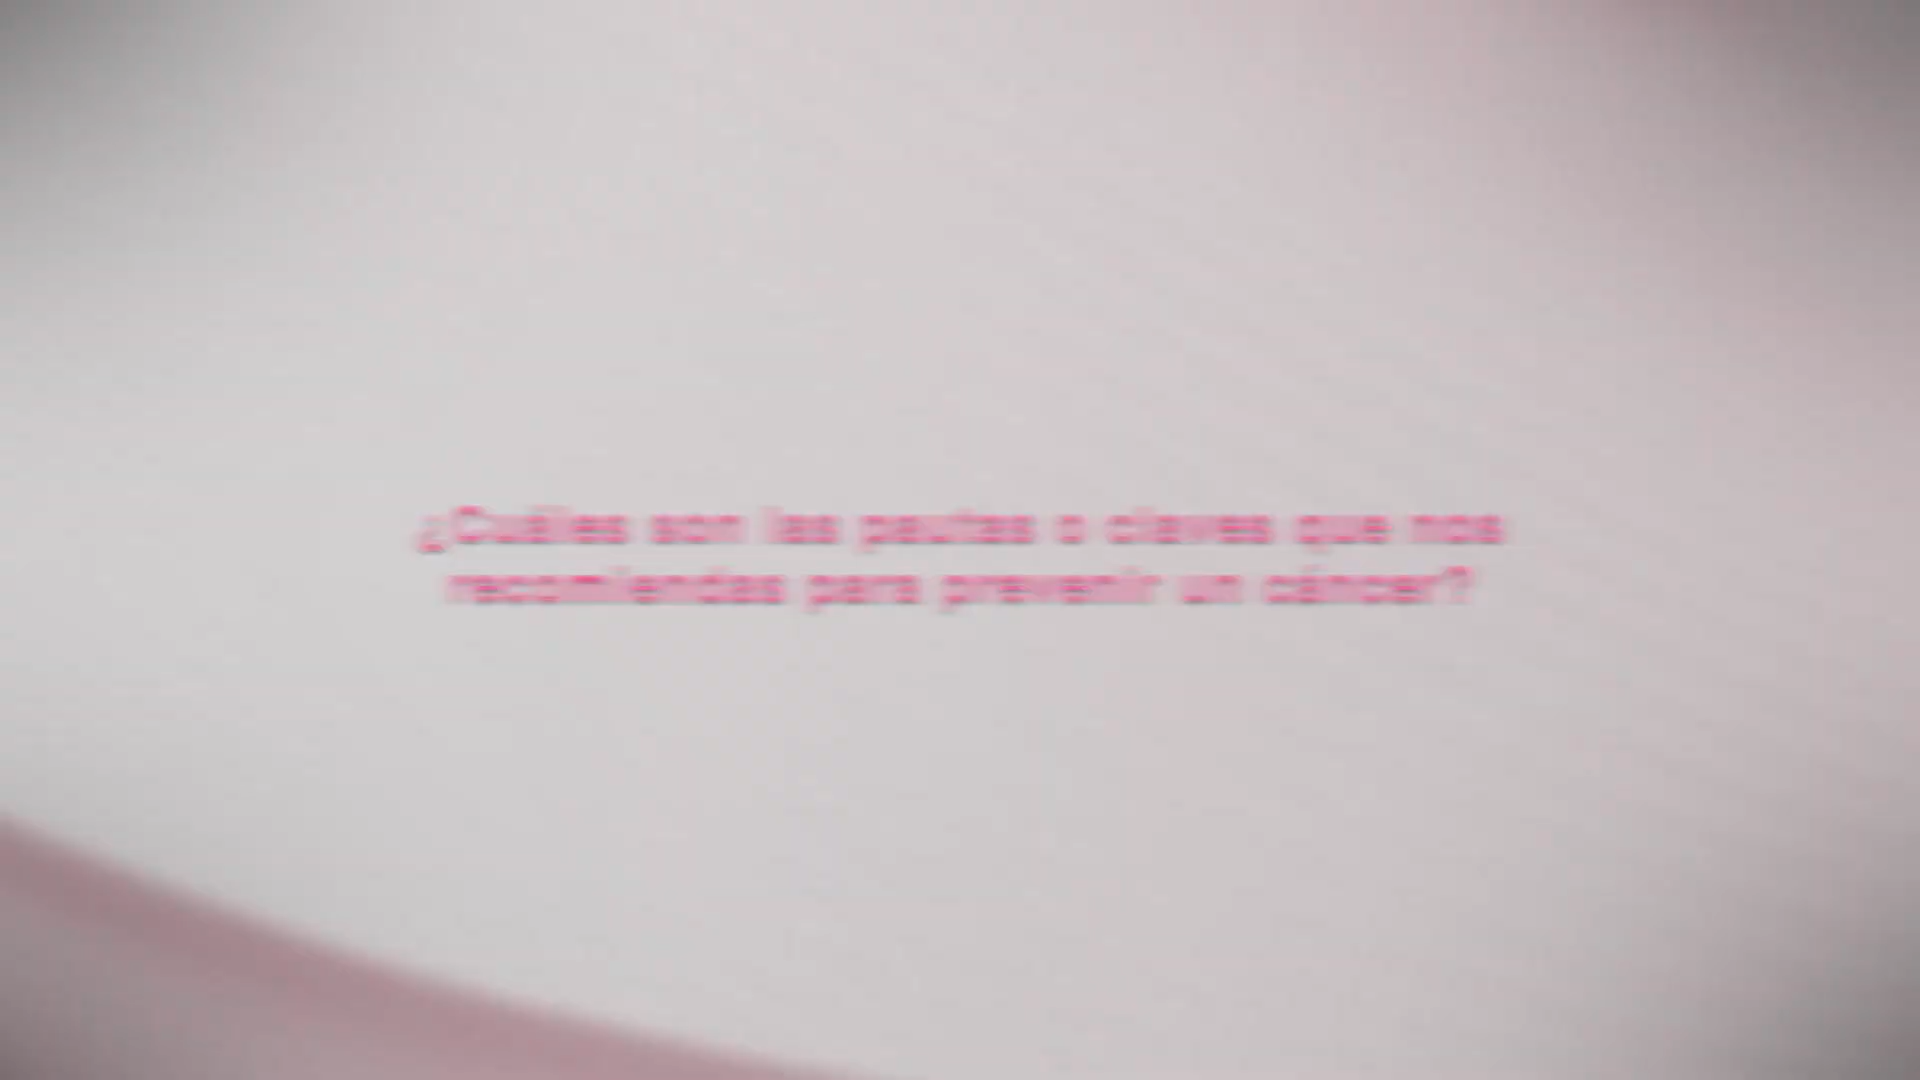 ¿Cuáles son las pautas o claves que nos
recomiendas para prevenir un cáncer?